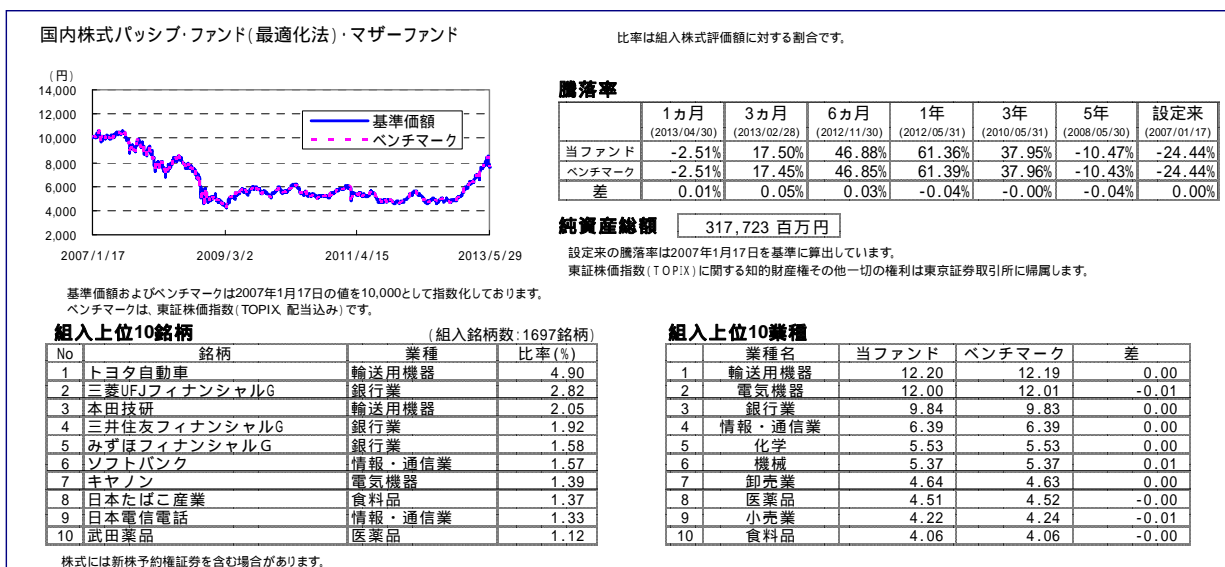 国内株式パッシブ・ファンド(最適化法)・マザーファンド
比率は組入株式評価額に対する割合です。
(円)
14,000
12,000
10,000
8,000
6,000
4,000
2,000
基準価額
ベンチマーク
2007/1/17 2009/3/2 2011/4/15 2013/5/29
基準価額およびベンチマークは2007年1月17日の値を10,000として指数化しております。
ベンチマークは、東証株価指数(TOPIX、配当込み)です。
騰落率
1ヵ月 3ヵ月 6ヵ月 1年 3年 5年 設定来
(2013/04/30) (2013/02/28) (2012/11/30) (2012/05/31) (2010/05/31) (2008/05/30) (2007/01/17)
当ファンド -2.51% 17.50% 46.88% 61.36% 37.95% -10.47% -24.44%
ベンチマーク -2.51% 17.45% 46.85% 61.39% 37.96% -10.43% -24.44%
差 0.01% 0.05% 0.03% -0.04% -0.00% -0.04% 0.00%
純資産総額 317,723 百万円
設定来の騰落率は2007年1月17日を基準に算出しています。
東証株価指数(TOPIX)に関する知的財産権その他一切の権利は東京証券取引所に帰属します。
組入上位10銘柄 (組入銘柄数:1697銘柄)
No 銘柄 業種 比率(%)
1 トヨタ自動車 輸送用機器 4.90
2 三菱UFJフィナンシャルG 銀行業 2.82
3 本田技研 輸送用機器 2.05
4 三井住友フィナンシャルG 銀行業 1.92
5 みずほフィナンシャルG 銀行業 1.58
6 ソフトバンク 情報・通信業 1.57
7 キヤノン 電気機器 1.39
8 日本たばこ産業 食料品 1.37
9 日本電信電話 情報・通信業 1.33
10 武田薬品 医薬品 1.12
株式には新株予約権証券を含む場合があります。
組入上位10業種
業種名 当ファンド ベンチマーク 差
1 輸送用機器 12.20 12.19 0.00
2 電気機器 12.00 12.01 -0.01
3 銀行業 9.84 9.83 0.00
4 情報・通信業 6.39 6.39 0.00
5 化学 5.53 5.53 0.00
6 機械 5.37 5.37 0.01
7 卸売業 4.64 4.63 0.00
8 医薬品 4.51 4.52 -0.00
9 小売業 4.22 4.24 -0.01
10 食料品 4.06 4.06 -0.00